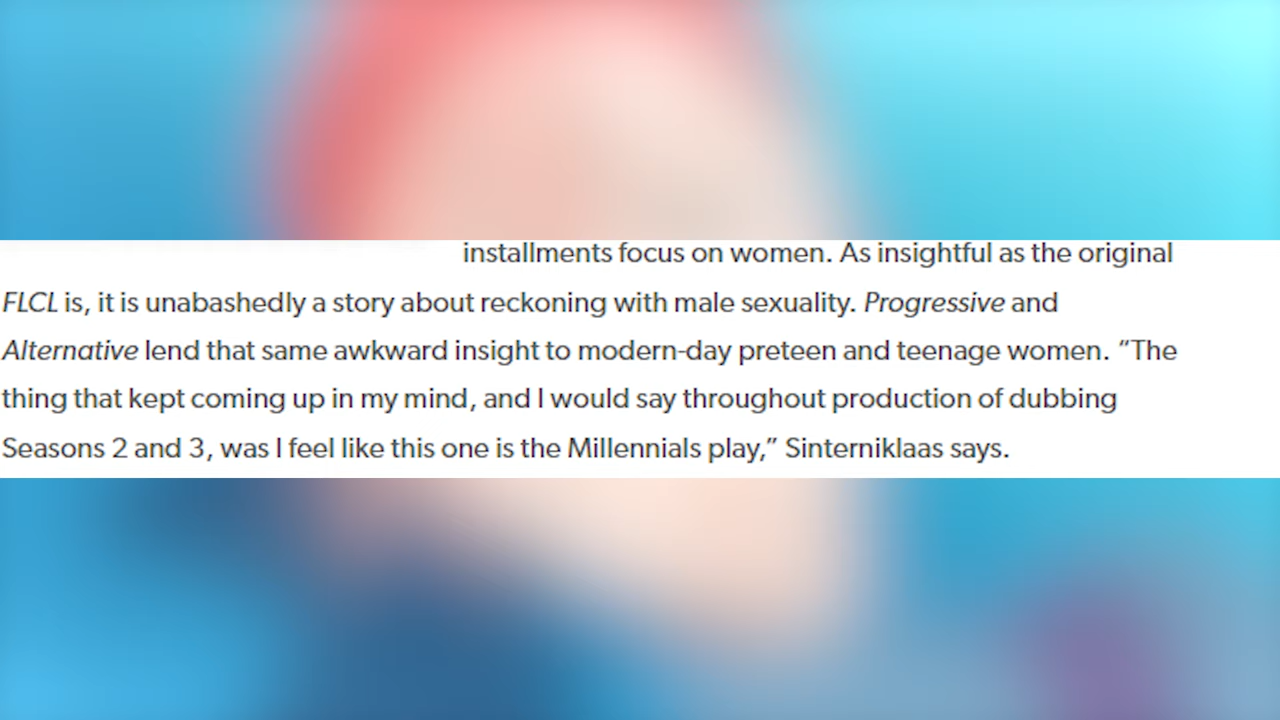 installments focus on women. As insightful as the original
FLCL is, it is unabashedly a story about reckoning with male sexuality. Progressive and
Alternative lend that same awkward insight to modern-day preteen and teenage women. “The
thing that kept coming up in my mind, and I would say throughout production of dubbing
Seasons 2 and 3, was I feel like this one is the Millennials play,” Sinterniklaas says.